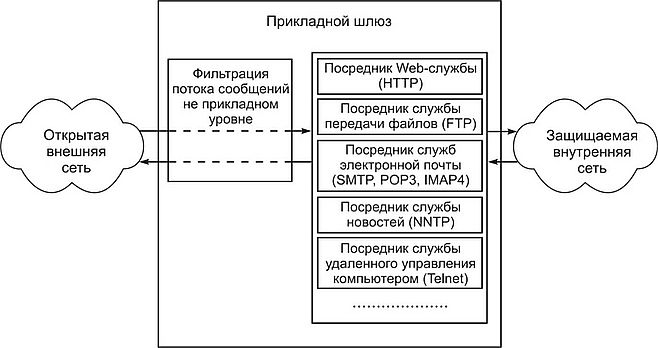 Прикладной шлюз
Фильтрация
потока сообщений
не прикладном
уровне
Посредник Web-службы
(HTTP)
Посредник службы
передачи файлов (FTP)
Посредник служб
электронной почты
(SMTP, POP3, IMAP4)
Посредник службы
новостей (NNTP)
Посредник службы
удаленного управления
компьютером (Telnet)
....................
Открытая
внешняя
сеть
Защищаемая
внутренняя
сеть